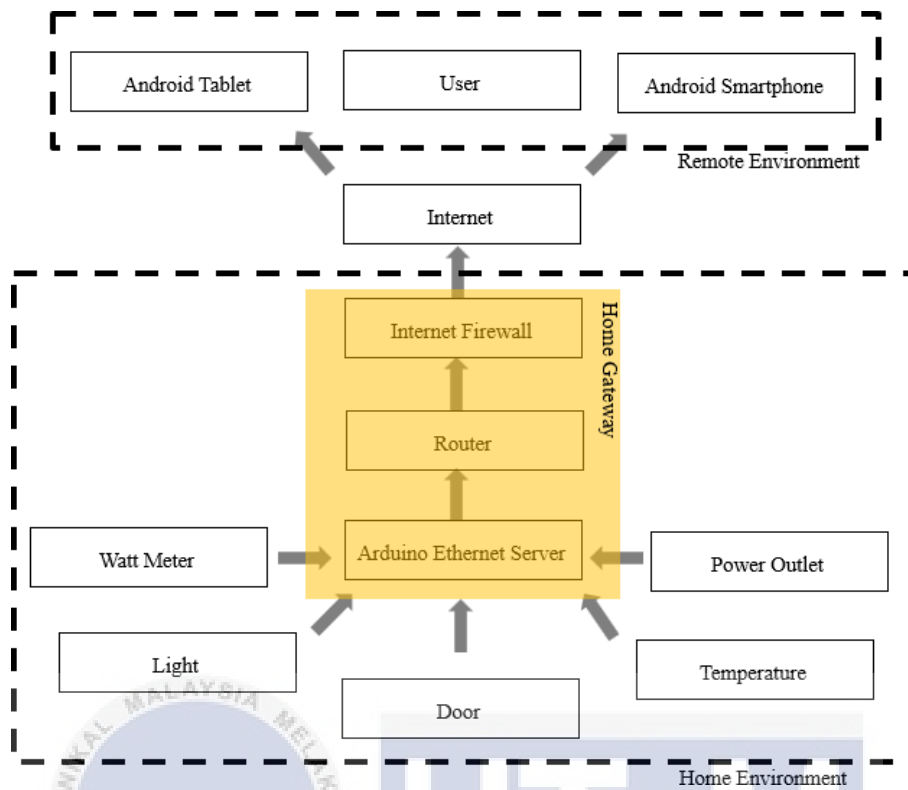 Android Tablet
User
Android Smartphone
Remote Environment
Internet
Internet Firewall
Home Gateway
Router
Arduino Ethernet Server
Watt Meter
Power Outlet
Light
Temperature
Door
MALAYSIA
Home Environment